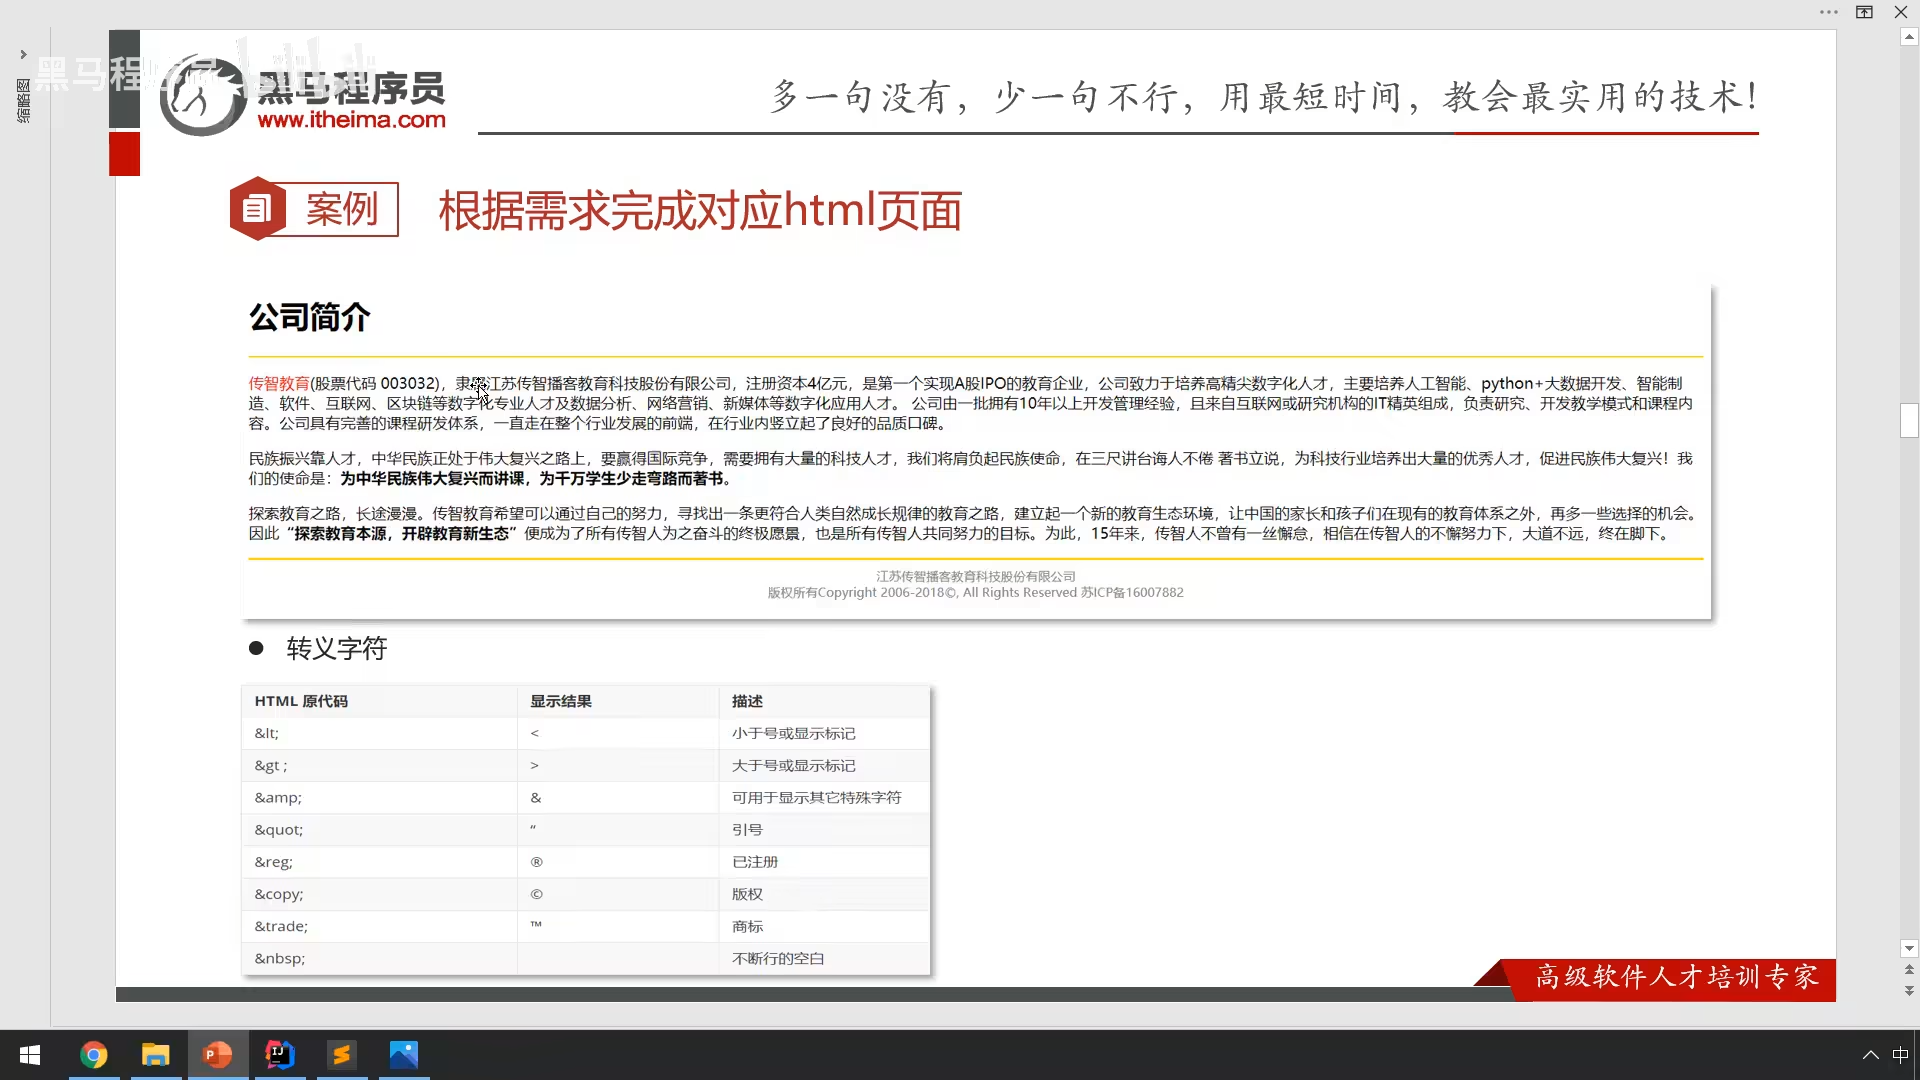 缩略图
黑马程序员
www.itheima.com
多一句没有，少一句不行，用最短时间，教会最实用的技术！
案例
根据需求完成对应html页面
公司简介
传智教育(股票代码 003032)，隶属江苏传智播客教育科技股份有限公司，注册资本4亿元，是第一个实现A股IPO的教育企业，公司致力于培养高精尖数字化人才，主要培养人工智能、python+大数据开发、智能制
造、软件、互联网、区块链等数字化专业人才及数据分析、网络营销、新媒体等数字化应用人才。 公司由一批拥有10年以上开发管理经验，且来自互联网或研究机构的IT精英组成，负责研究、开发教学模式和课程内
容。公司具有完善的课程研发体系，一直走在整个行业发展的前端，在行业内竖立起了良好的品质口碑。
民族振兴靠人才，中华民族正处于伟大复兴之路上，要赢得国际竞争，需要拥有大量的科技人才，我们将肩负起民族使命，在三尺讲台诲人不倦 著书立说，为科技行业培养出大量的优秀人才，促进民族伟大复兴！我
们的使命是：为中华民族伟大复兴而讲课，为千万学生少走弯路而著书。
探索教育之路，长途漫漫。传智教育希望可以通过自己的努力，寻找出一条更符合人类自然成长规律的教育之路，建立起一个新的教育生态环境，让中国的家长和孩子们在现有的教育体系之外，再多一些选择的机会。
因此“探索教育本源，开辟教育新生态”便成为了所有传智人为之奋斗的终极愿景，也是所有传智人共同努力的目标。为此，15年来，传智人不曾有一丝懈怠，相信在传智人的不懈努力下，大道不远，终在脚下。
江苏传智播客教育科技股份有限公司
版权所有Copyright 2006-2018©, All Rights Reserved 苏ICP备16007882
● 转义字符
HTML 原代码 显示结果 描述
&lt; < 小于号或显示标记
&gt ; > 大于号或显示标记
&amp; & 可用于显示其它特殊字符
&quot; “ 引号
&reg; ® 已注册
&copy; © 版权
&trade; ™ 商标
&nbsp; 不断行的空白
高级软件人才培训专家
中